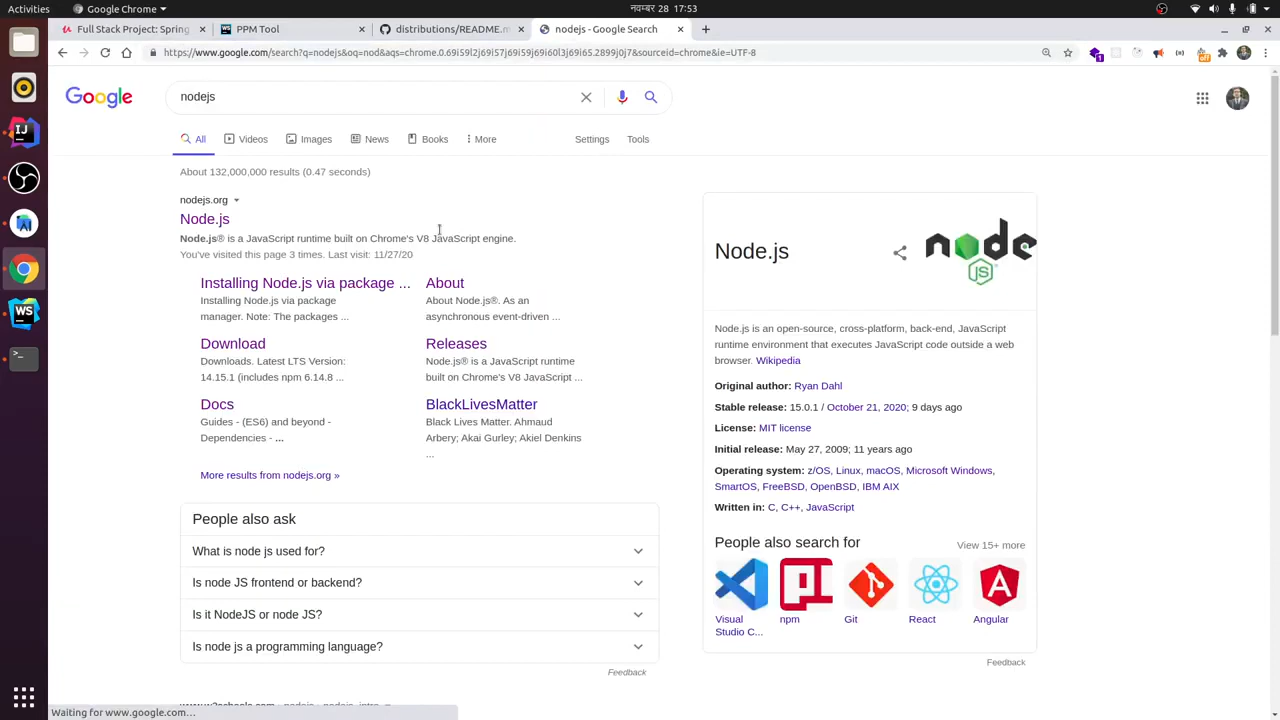 Google Chrome
नवम्बर 28 17:53
Full Stack Project: Spring
PPM Tool
distributions/README.m
nodejs - Google Search
https://www.google.com/search?q=nodejs&oq=nod&aqs=chrome.0.69i59l2j69i57j69i59j69i60l3j69i65.2899j0j7&sourceid=chrome&ie=UTF-8
Google
nodejs
All
Videos
Images
News
Books
More
Settings
Tools
About 132,000,000 results (0.47 seconds)
nodejs.org
Node.js
Node.js® is a JavaScript runtime built on Chrome's V8 JavaScript engine.
You've visited this page 3 times. Last visit: 11/27/20
Installing Node.js via package ...
Installing Node.js via package
manager. Note: The packages ...
About
About Node.js®. As an
asynchronous event-driven ...
Download
Downloads. Latest LTS Version:
14.15.1 (includes npm 6.14.8 ...
Releases
Node.js® is a JavaScript runtime
built on Chrome's V8 JavaScript ...
Docs
Guides - (ES6) and beyond -
Dependencies - ...
BlackLivesMatter
Black Lives Matter. Ahmaud
Arbery; Akai Gurley; Akiel Denkins
...
More results from nodejs.org »
People also ask
What is node js used for?
Is node JS frontend or backend?
Is it NodeJS or node JS?
Is node js a programming language?
Feedback
Node.js
node
JS
Node.js is an open-source, cross-platform, back-end, JavaScript
runtime environment that executes JavaScript code outside a web
browser. Wikipedia
Original author: Ryan Dahl
Stable release: 15.0.1 / October 21, 2020; 9 days ago
License: MIT license
Initial release: May 27, 2009; 11 years ago
Operating system: z/OS, Linux, macOS, Microsoft Windows,
SmartOS, FreeBSD, OpenBSD, IBM AIX
Written in: C, C++, JavaScript
People also search for
View 15+ more
Visual
Studio C...
npm
Git
React
Angular
Feedback
Waiting for www.google.com...